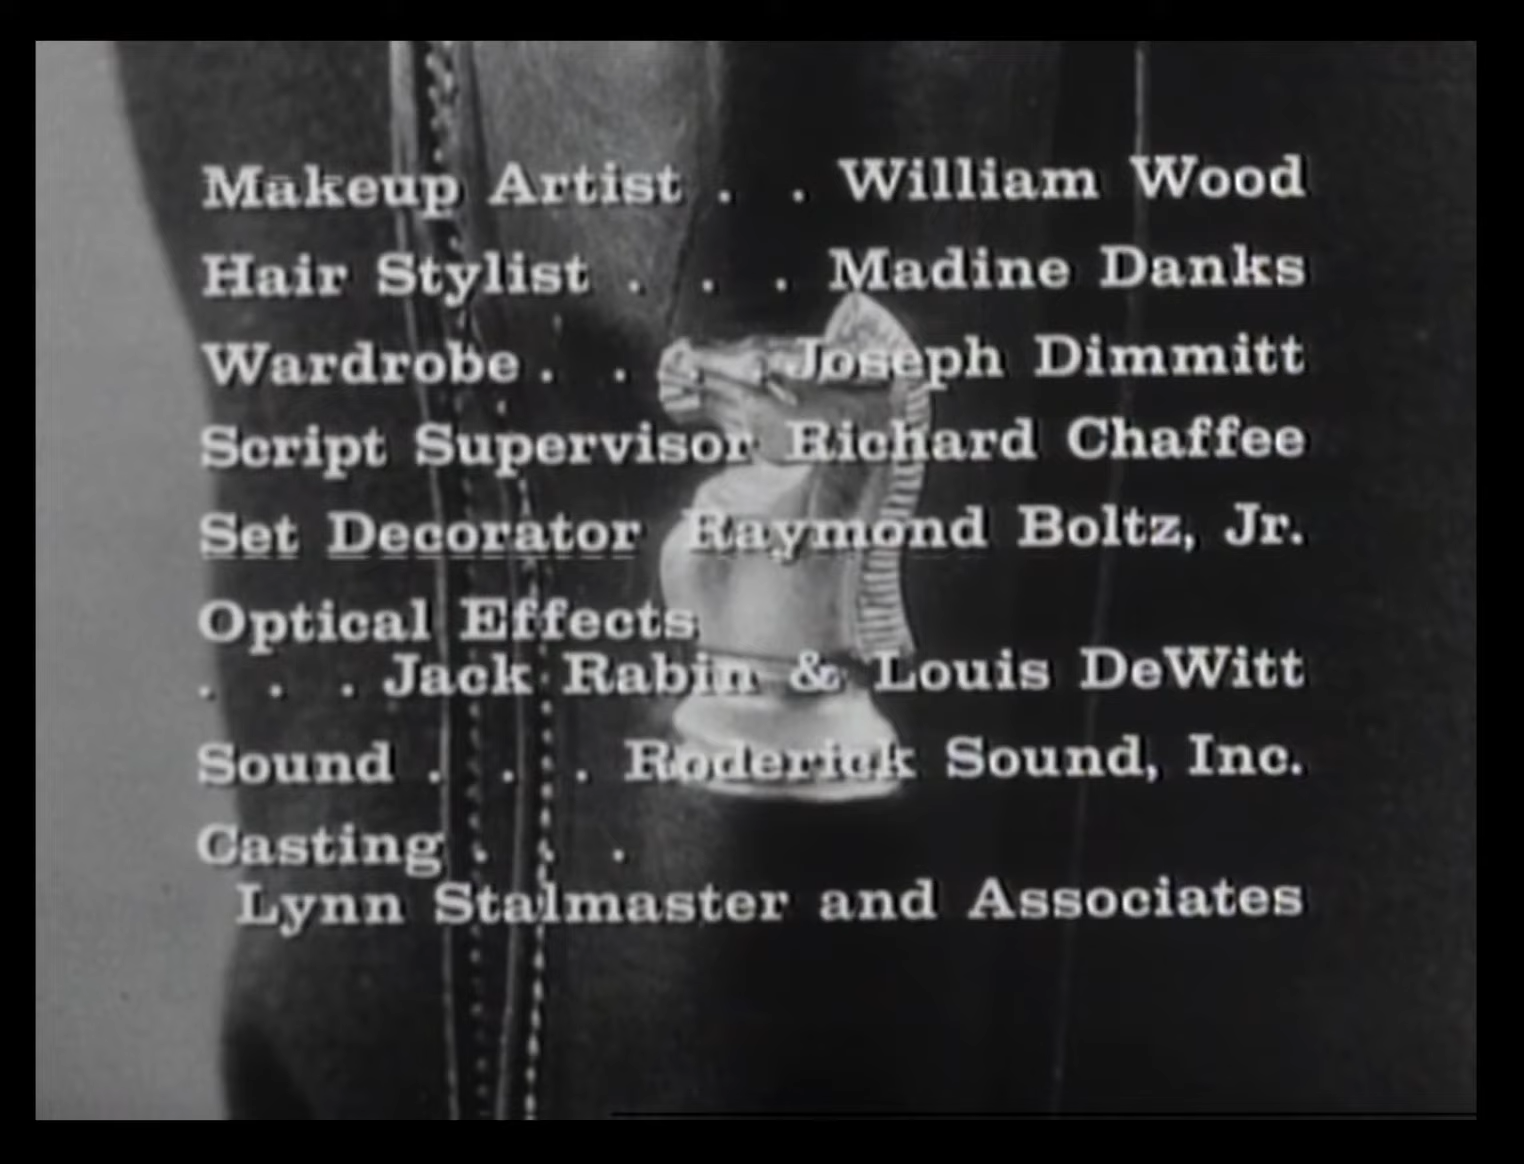 Makeup Artist . . William Wood
Hair Stylist . . . Madine Danks
Wardrobe . . Joseph Dimmitt
Script Supervisor Richard Chaffee
Set Decorator Raymond Boltz, Jr.
Optical Effects
. . . Jack Rabin & Louis DeWitt
Sound . . . Roderick Sound, Inc.
Casting . . .
Lynn Stalmaster and Associates